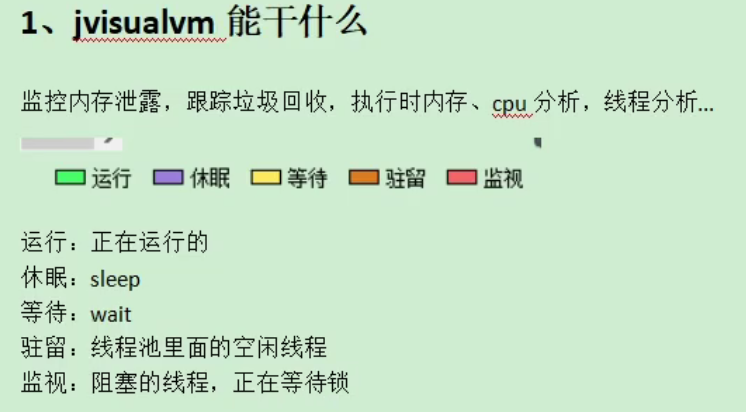 1、jvisualvm 能干什么
监控内存泄露，跟踪垃圾回收，执行时内存、cpu 分析，线程分析...
运行 休眠 等待 驻留 监视
运行：正在运行的
休眠：sleep
等待：wait
驻留：线程池里面的空闲线程
监视：阻塞的线程，正在等待锁